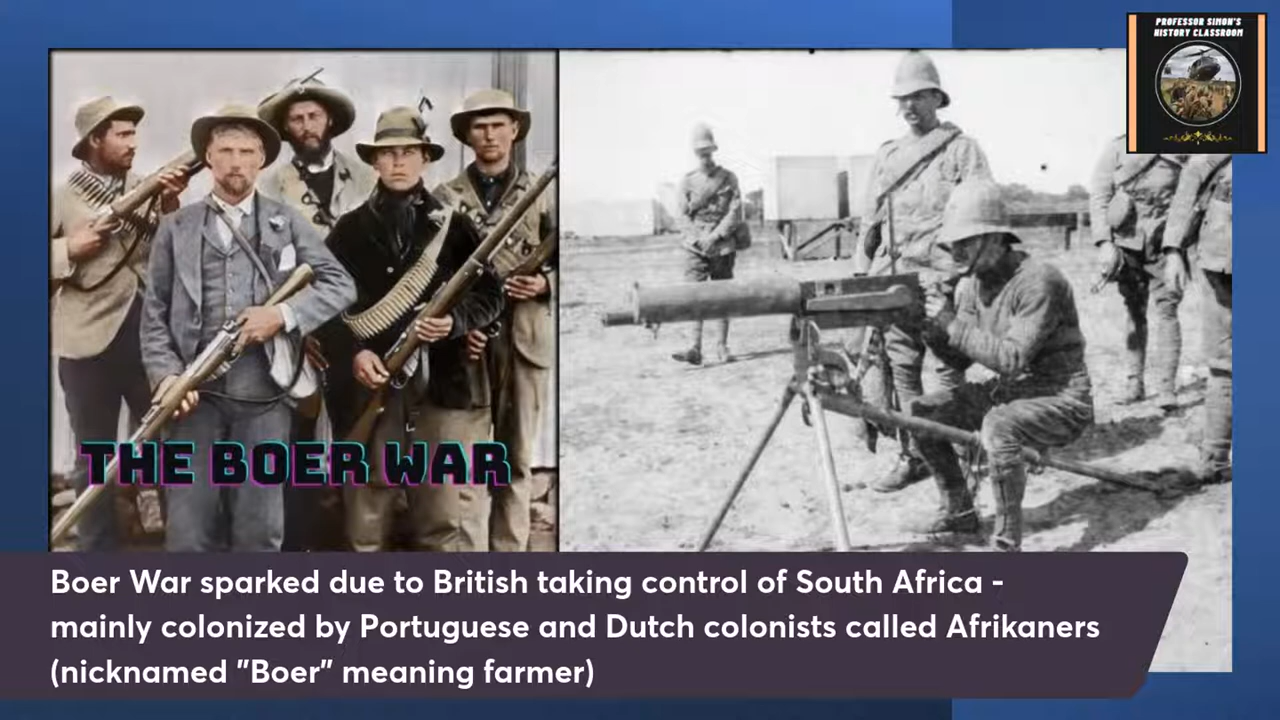 PROFESSOR SIMON'S
HISTORY CLASSROOM
THE BOER WAR
Boer War sparked due to British taking control of South Africa -
mainly colonized by Portuguese and Dutch colonists called Afrikaners
(nicknamed "Boer" meaning farmer)